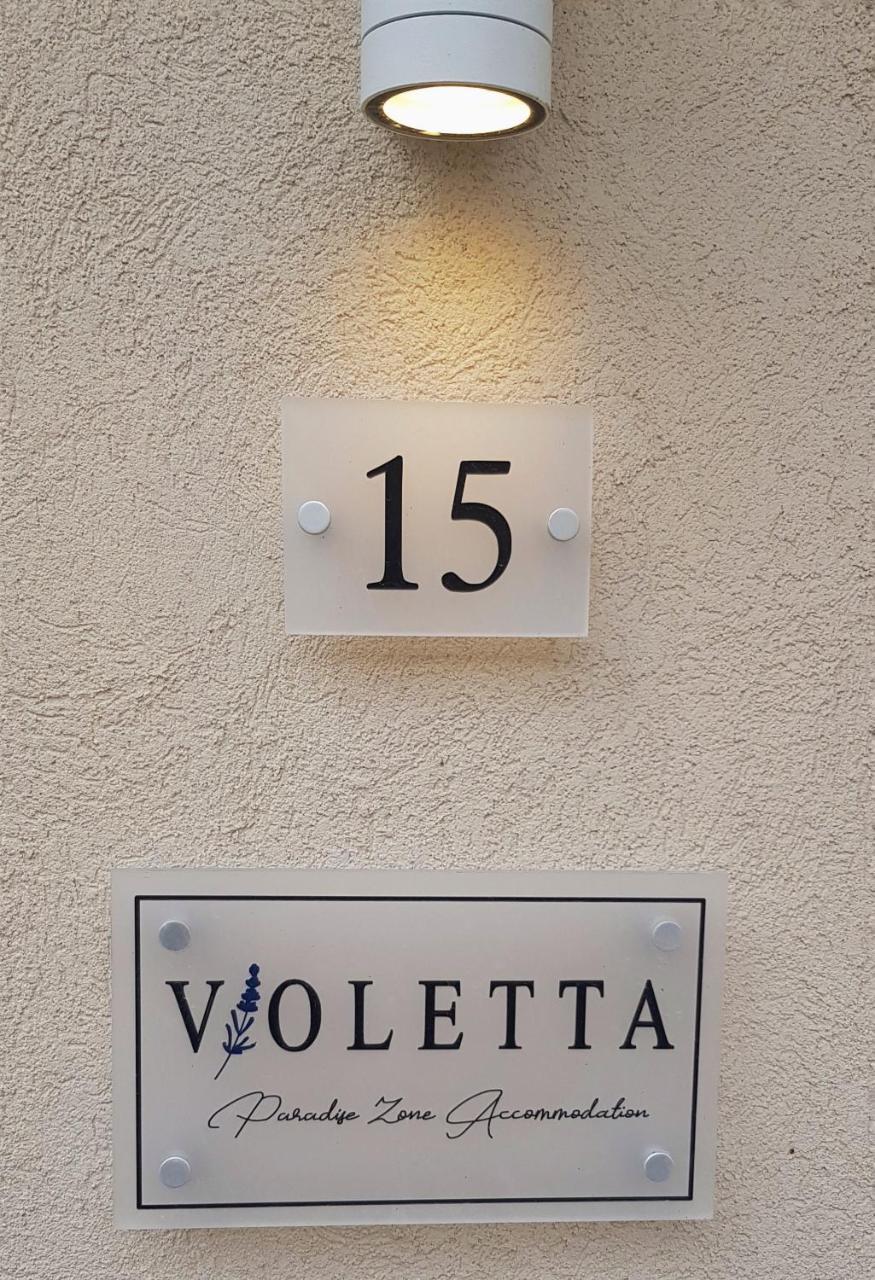 15
VIOLETTA
Paradise Zone Accommodation